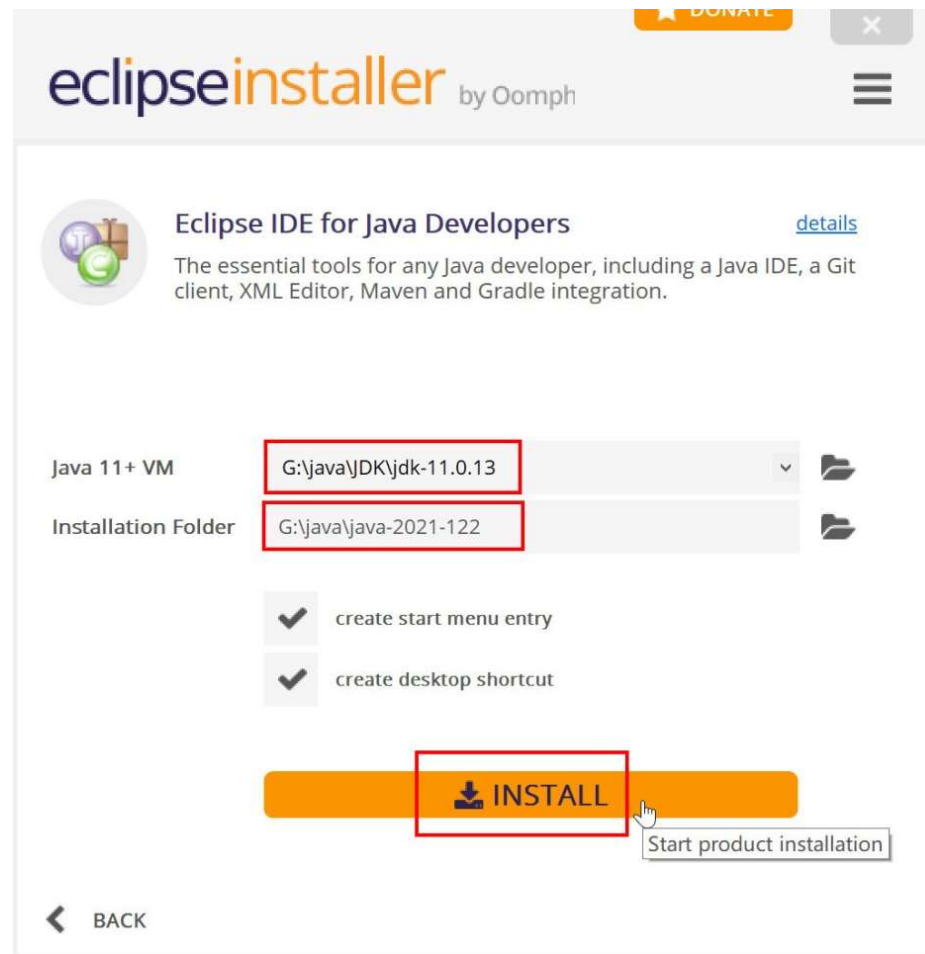 DONATE
eclipseinstaller by Oomph
Eclipse IDE for Java Developers details
The essential tools for any Java developer, including a Java IDE, a Git
client, XML Editor, Maven and Gradle integration.
Java 11+ VM G:\java\JDK\jdk-11.0.13
Installation Folder G:\java\java-2021-122
create start menu entry
create desktop shortcut
INSTALL
Start product installation
BACK